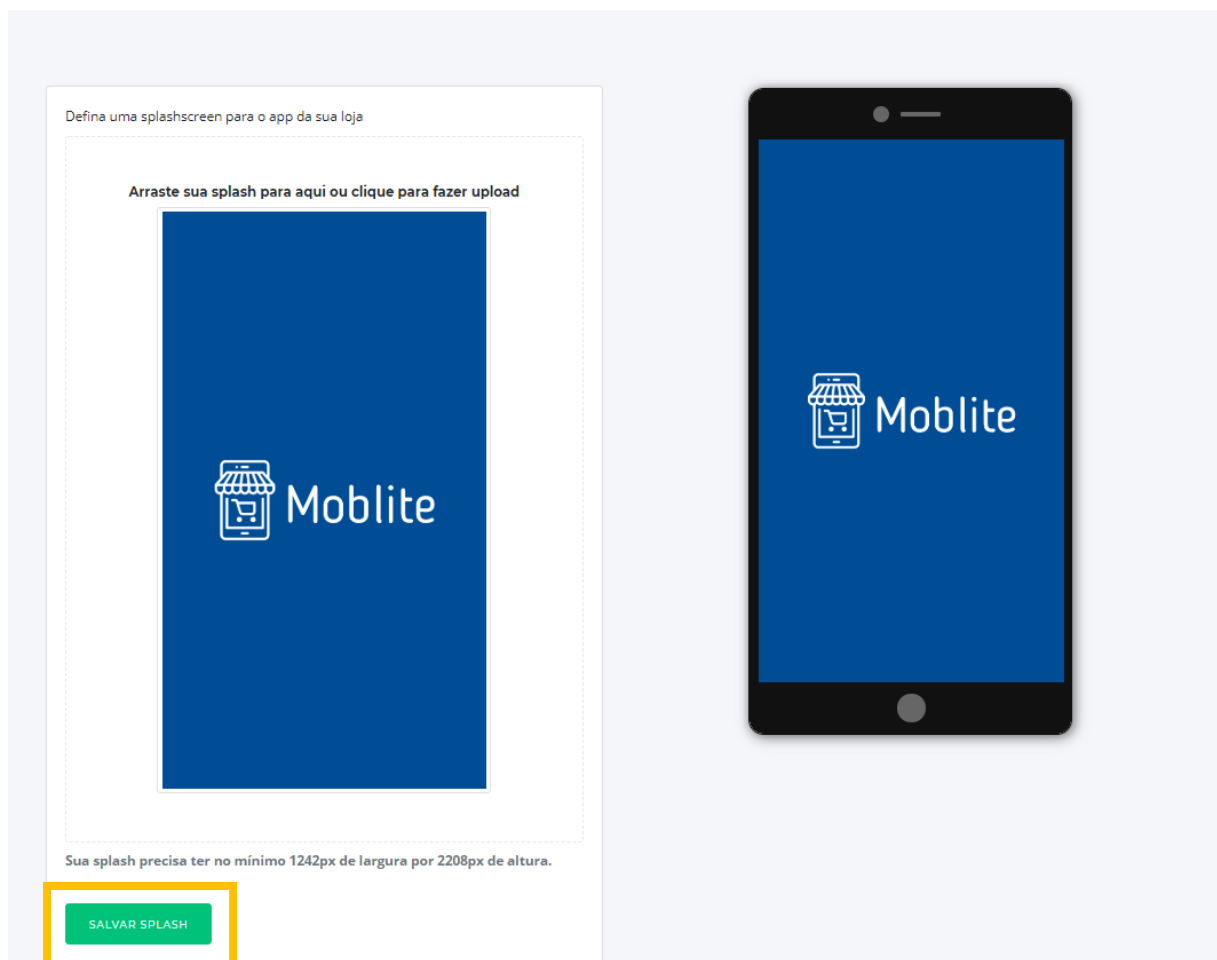 Defina uma splashscreen para o app da sua loja
Arraste sua splash para aqui ou clique para fazer upload
Moblite
Sua splash precisa ter no mínimo 1242px de largura por 2208px de altura.
SALVAR SPLASH
Moblite